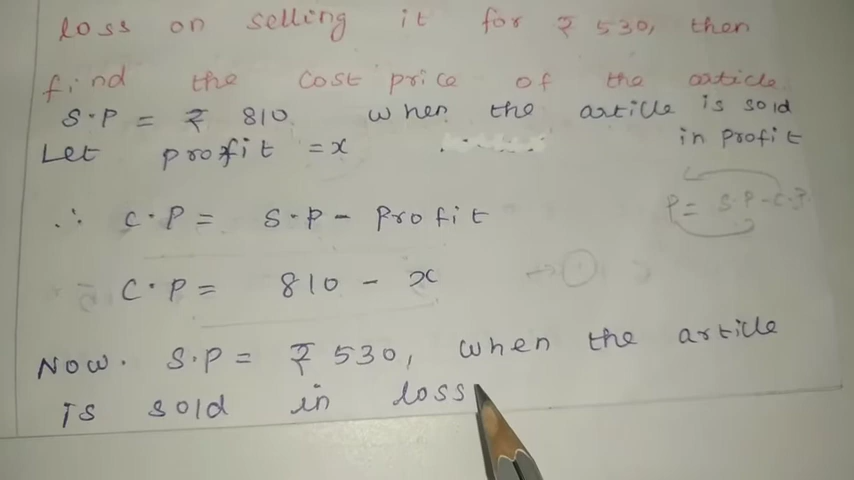 loss on selling it for ₹ 530, then
find the cost price of the article.
S.P = ₹ 810. when the article is sold
in profit
Let profit = x
P = S.P - C.P
∴ C.P = S.P - Profit
C.P = 810 - x
Now. S.P = ₹ 530, when the article
is sold in loss